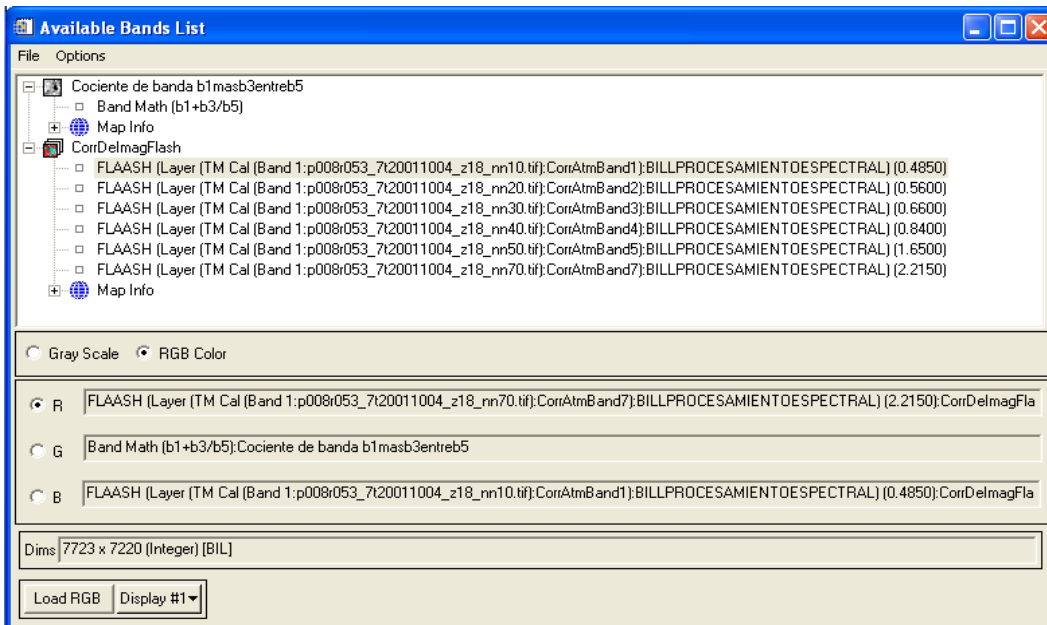 Available Bands List
File Options
Cociente de banda b1masb3entreb5
Band Math (b1+b3/b5)
Map Info
CorrDeImagFlash
FLAASH (Layer (TM Cal (Band 1:p008r053_7t20011004_z18_nn10.tif):CorrAtmBand1):BILLPROCESAMIENTOESPECTRAL) (0.4850)
FLAASH (Layer (TM Cal (Band 1:p008r053_7t20011004_z18_nn20.tif):CorrAtmBand2):BILLPROCESAMIENTOESPECTRAL) (0.5600)
FLAASH (Layer (TM Cal (Band 1:p008r053_7t20011004_z18_nn30.tif):CorrAtmBand3):BILLPROCESAMIENTOESPECTRAL) (0.6600)
FLAASH (Layer (TM Cal (Band 1:p008r053_7t20011004_z18_nn40.tif):CorrAtmBand4):BILLPROCESAMIENTOESPECTRAL) (0.8400)
FLAASH (Layer (TM Cal (Band 1:p008r053_7t20011004_z18_nn50.tif):CorrAtmBand5):BILLPROCESAMIENTOESPECTRAL) (1.6500)
FLAASH (Layer (TM Cal (Band 1:p008r053_7t20011004_z18_nn70.tif):CorrAtmBand7):BILLPROCESAMIENTOESPECTRAL) (2.2150)
Map Info
Gray Scale RGB Color
R FLAASH (Layer (TM Cal (Band 1:p008r053_7t20011004_z18_nn70.tif):CorrAtmBand7):BILLPROCESAMIENTOESPECTRAL) (2.2150):CorrDeImagFla
G Band Math (b1+b3/b5):Cociente de banda b1masb3entreb5
B FLAASH (Layer (TM Cal (Band 1:p008r053_7t20011004_z18_nn10.tif):CorrAtmBand1):BILLPROCESAMIENTOESPECTRAL) (0.4850):CorrDeImagFla
Dims 7723 x 7220 (Integer) [BIL]
Load RGB Display #1